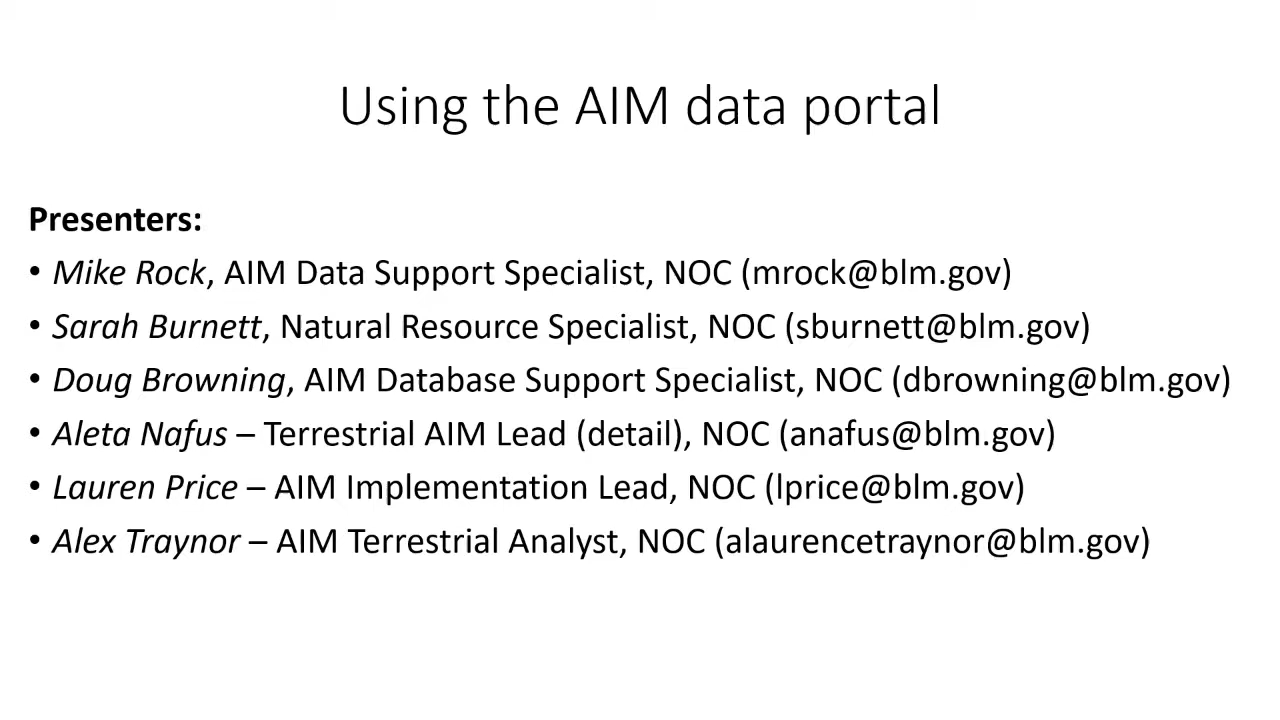 Using the AIM data portal
Presenters:
• Mike Rock, AIM Data Support Specialist, NOC (mrock@blm.gov)
• Sarah Burnett, Natural Resource Specialist, NOC (sburnett@blm.gov)
• Doug Browning, AIM Database Support Specialist, NOC (dbrowning@blm.gov)
• Aleta Nafus – Terrestrial AIM Lead (detail), NOC (anafus@blm.gov)
• Lauren Price – AIM Implementation Lead, NOC (lprice@blm.gov)
• Alex Traynor – AIM Terrestrial Analyst, NOC (alaurencetraynor@blm.gov)